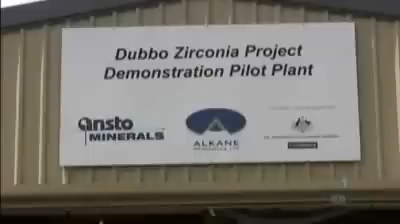 Dubbo Zirconia Project
Demonstration Pilot Plant
ansto
MINERALS
ALKANE